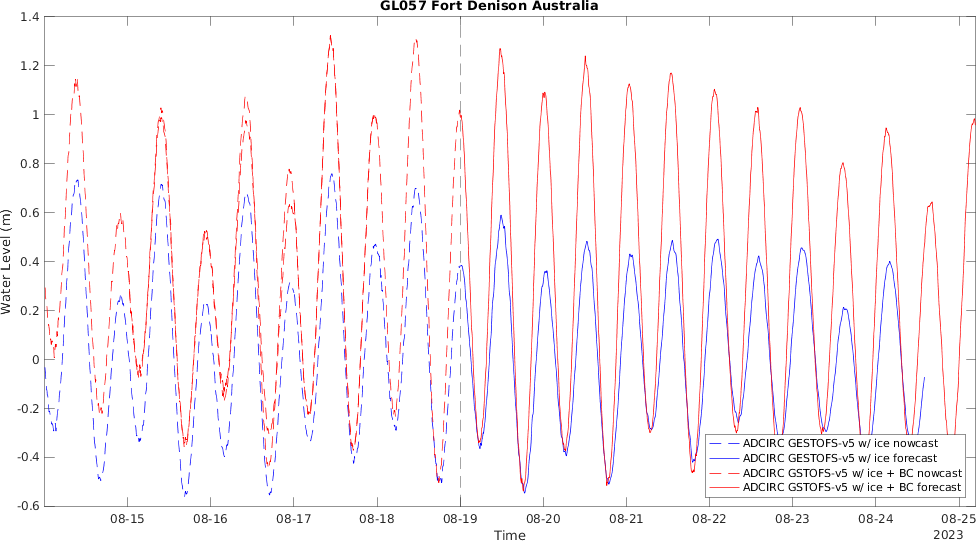 GL057 Fort Denison Australia
1.4
1.2
1
0.8
0.6
0.4
0.2
0
-0.2
-0.4
-0.6
Water Level (m)
08-15 08-16 08-17 08-18 08-19 08-20 08-21 08-22 08-23 08-24 08-25
Time
2023
ADCIRC GESTOFS-v5 w/ ice nowcast
ADCIRC GESTOFS-v5 w/ ice forecast
ADCIRC GSTOFS-v5 w/ ice + BC nowcast
ADCIRC GSTOFS-v5 w/ ice + BC forecast